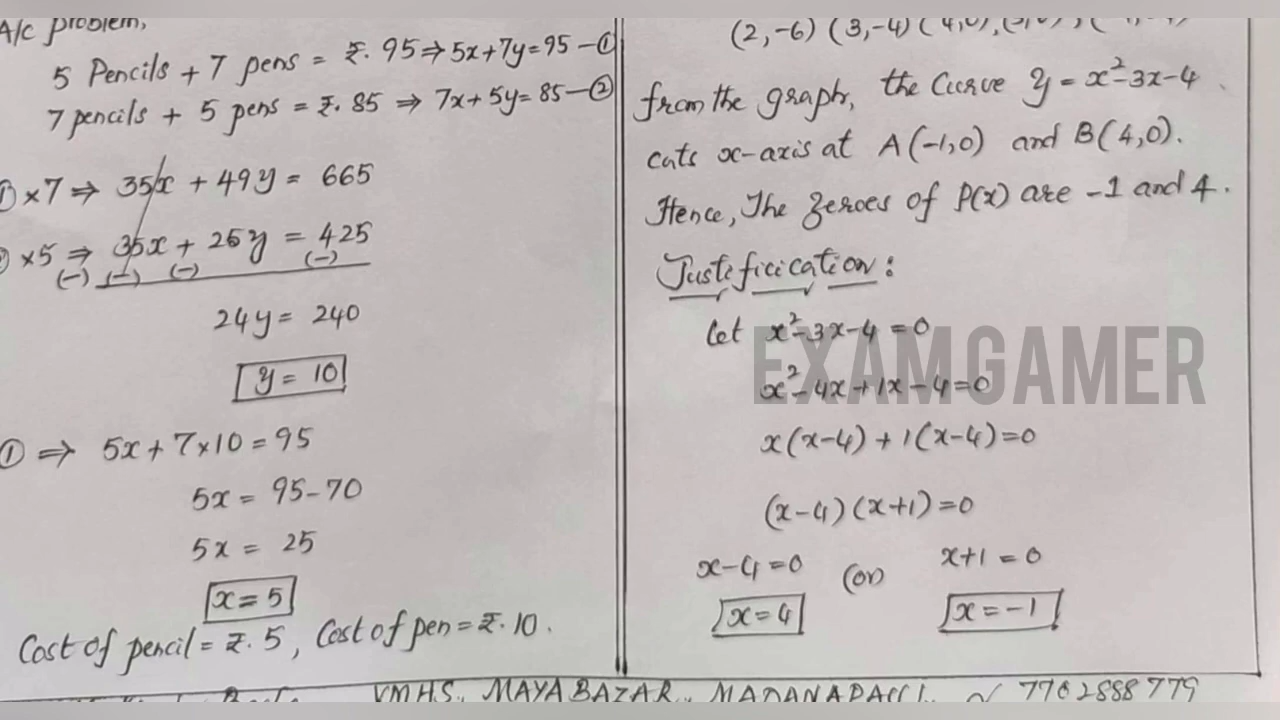 A/c problem,
5 Pencils + 7 pens = ₹. 95 ⇒ 5x+7y=95 —①
7 pencils + 5 pens = ₹. 85 ⇒ 7x+5y=85 —②
① ×7 ⇒ 35x + 49y = 665
② ×5 ⇒ 35x + 25y = 425
(-) (-) (-) (-)
24y = 240
y = 10
① ⇒ 5x + 7×10 = 95
5x = 95-70
5x = 25
x = 5
Cost of pencil = ₹. 5, Cost of pen = ₹. 10.
(2,-6) (3,-4) (4,0),
from the graph, the Curve y = x²-3x-4
cuts x-axis at A(-1,0) and B(4,0).
Hence, The zeroes of P(x) are -1 and 4.
Justificication:
Let x²-3x-4 = 0
x²-4x+1x-4=0
x(x-4) + 1(x-4)=0
(x-4) (x+1)=0
x-4=0 (or) x+1 = 0
x=4 x=-1
EXAMGAMER
VMHS., MAYABAZAR., 7702888779